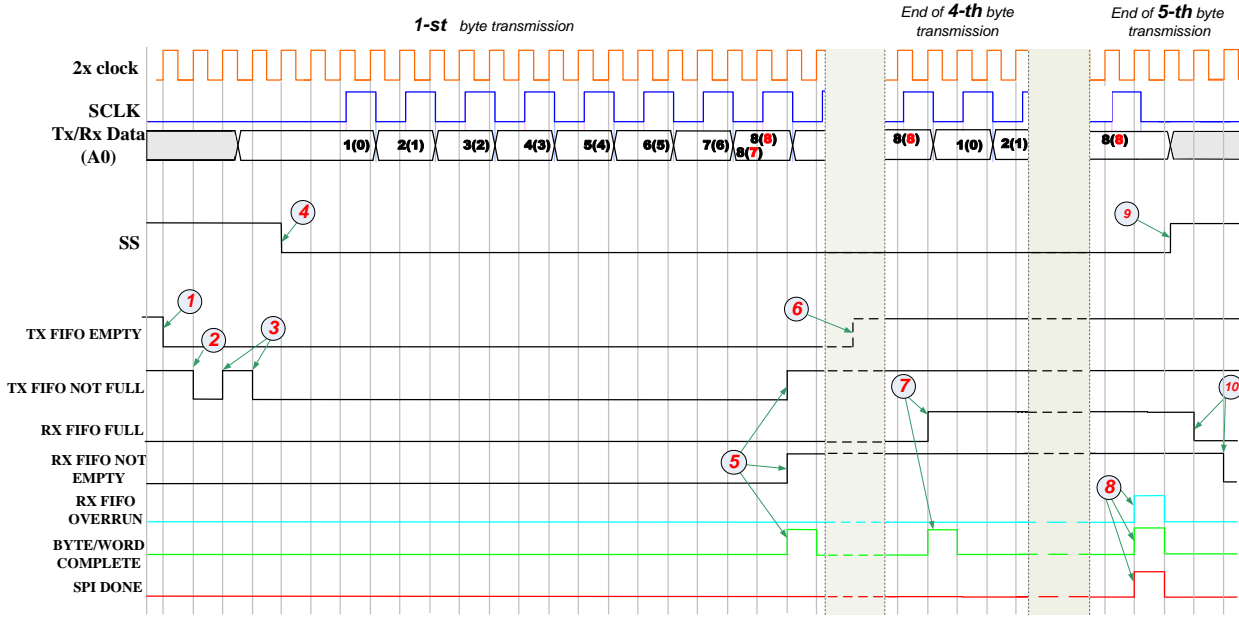 1-st byte transmission
End of 4-th byte
transmission
End of 5-th byte
transmission
2x clock
SCLK
Tx/Rx Data
(A0)
1(0) 2(1) 3(2) 4(3) 5(4) 6(5) 7(6) 8(8)
8(7)
8(8) 1(0) 2(1) 8(8)
4
9
SS
1
6
TX FIFO EMPTY
2 3
TX FIFO NOT FULL
7 10
RX FIFO FULL
5
RX FIFO NOT
EMPTY
8
RX FIFO
OVERRUN
BYTE/WORD
COMPLETE
SPI DONE